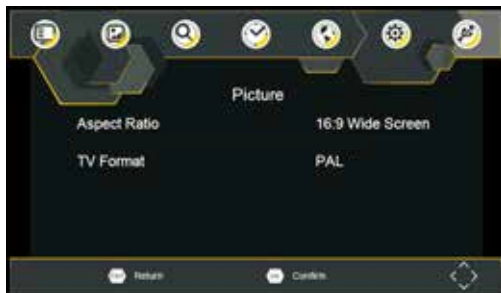 Picture
Aspect Ratio 16:9 Wide Screen
TV Format PAL
Return Confirm